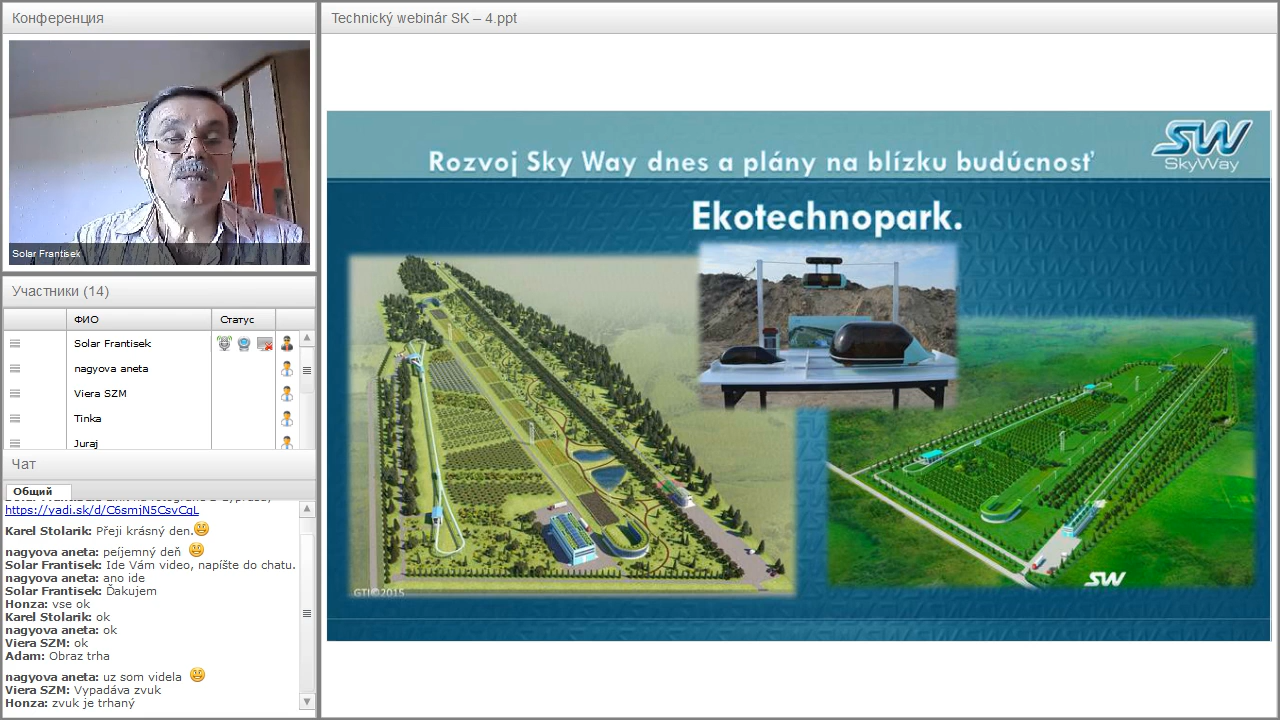 Конференция
Solar Frantisek
Участники (14)
ФИО Статус
Solar Frantisek
nagyova aneta
Viera SZM
Tinka
Juraj
Чат
Общий
https://yadi.sk/d/C6smjN5CsvCqL
Karel Stolařik: Přeji krásný den.
nagyova aneta: peíjemný deň
Solar Frantisek: Ide Vám video, napíšte do chatu.
nagyova aneta: ano ide
Solar Frantisek: Ďakujem
Honza: vse ok
Karel Stolařik: ok
nagyova aneta: ok
Viera SZM: ok
Adam: Obraz trha
nagyova aneta: uz som videla
Viera SZM: Vypadáva zvuk
Honza: zvuk je trhaný
Technický webinár SK – 4.ppt
Rozvoj Sky Way dnes a plány na blízku budúcnosť
SW
SkyWay
Ekotechnopark.
GTI©2015
SW